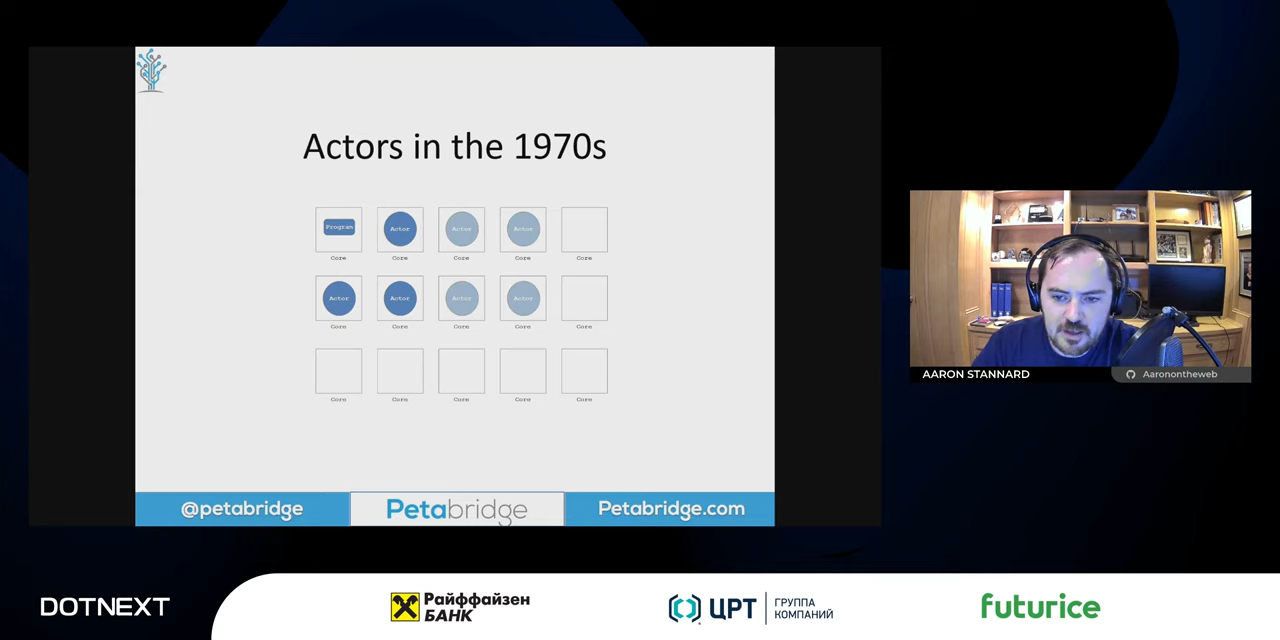 Actors in the 1970s
Program
Actor
Actor
Actor
Core
Core
Core
Core
Core
Actor
Actor
Actor
Actor
Core
Core
Core
Core
Core
Core
Core
Core
Core
Core
@petabridge
Petabridge
Petabridge.com
AARON STANNARD
Aaronontheweb
DOTNEXT
Райффайзен
БАНК
ЦРТ
ГРУППА
КОМПАНИЙ
futurice